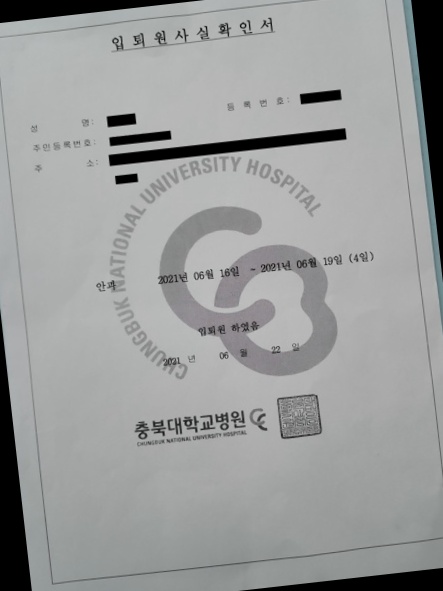 입퇴원사실확인서
등 록 번 호 :
성 명 :
주민등록번호 :
주 소 :
CHUNGBUK NATIONAL UNIVERSITY HOSPITAL
안과 2021년 06월 16일 ~ 2021년 06월 19일 (4일)
입퇴원 하였음
2021 년 06 월 22 일
충북대학교병원
CHUNGBUK NATIONAL UNIVERSITY HOSPITAL